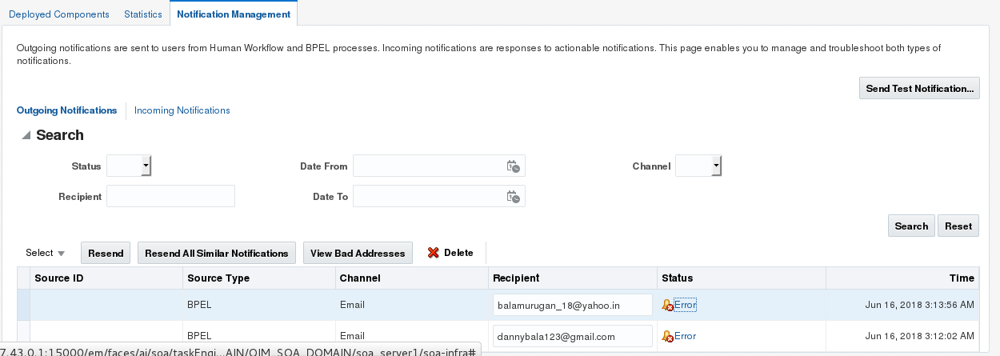 Deployed Components Statistics Notification Management
Outgoing notifications are sent to users from Human Workflow and BPEL processes. Incoming notifications are responses to actionable notifications. This page enables you to manage and troubleshoot both types of
notifications.
Send Test Notification...
Outgoing Notifications Incoming Notifications
Search
Status Date From Channel
Recipient Date To
Search Reset
Select Resend Resend All Similar Notifications View Bad Addresses Delete
Source ID Source Type Channel Recipient Status Time
BPEL Email balamurugan_18@yahoo.in Error Jun 16, 2018 3:13:56 AM
BPEL Email dannybala123@gmail.com Error Jun 16, 2018 3:12:02 AM
7.43.0.1:15000/em/faces/ai/soa/taskEngi...AIN/OIM_SOA_DOMAIN/soa_server1/soa-infra#